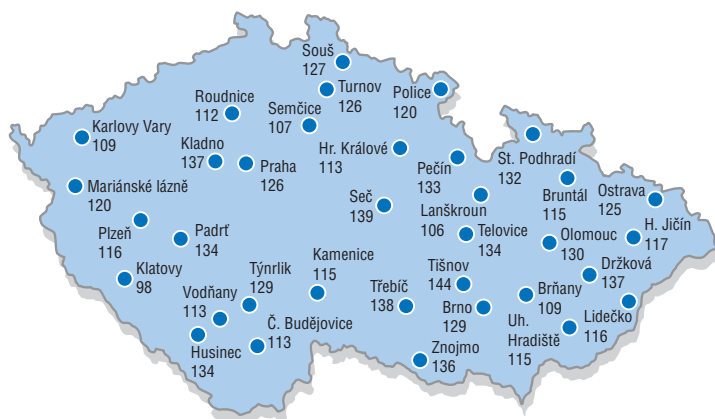 Souš
127
Turnov
126
Police
120
Roudnice
112
Semčice
107
Karlovy Vary
109
Kladno
137
Praha
126
Hr. Králové
113
Pečín
133
St. Podhradí
132
Mariánské lázně
120
Seč
139
Lanškroun
106
Bruntál
115
Ostrava
125
Plzeň
116
Padrť
134
Telovice
134
Olomouc
130
H. Jičín
117
Klatovy
98
Týnrlik
129
Kamenice
115
Třebíč
138
Tišnov
144
Držková
137
Vodňany
113
Č. Budějovice
113
Brno
129
Brňany
109
Lidečko
116
Husinec
134
Znojmo
136
Uh.
Hradiště
115